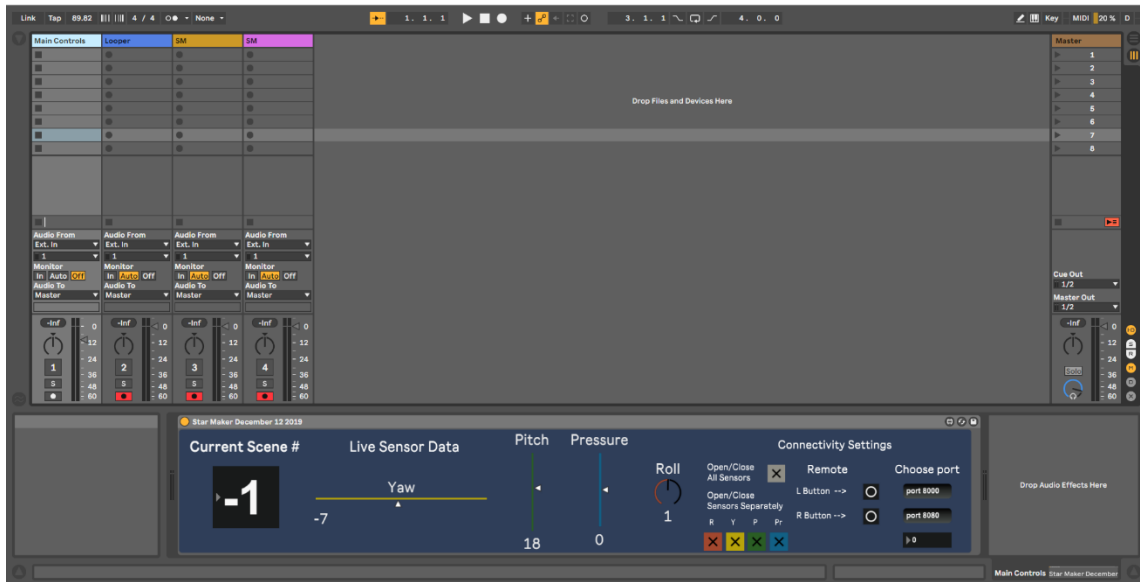 Link Tap 89.82 4 / 4 None 1. 1. 1 3. 1. 1 4. 0. 0 Key MIDI 20 % D
Main Controls Looper SM SM Master
1
2
3
4
5
6
7
8
Drop Files and Devices Here
Audio From Audio From Audio From Audio From
Ext. In Ext. In Ext. In Ext. In
1 1 1 1
Monitor Monitor Monitor Monitor
In Auto Off In Auto Off In Auto Off In Auto Off
Audio To Audio To Audio To Audio To
Master Master Master Master
Cue Out
1/2
Master Out
1/2
-Inf 0 -Inf 0 -Inf 0 -Inf 0 -Inf 0
12 12 12 12 12
24 24 24 24 24
1 2 3 4 Solo
36 36 36 36 36
S S S S
48 48 48 48 48
60 60 60 60 60
Star Maker December 12 2019
Current Scene #
-1
Live Sensor Data
Yaw
-7
Pitch
18
Pressure
0
Roll
1
Connectivity Settings
Open/Close
All Sensors
Open/Close
Sensors Separately
R Y P Pr
Remote
L Button -->
R Button -->
Choose port
port 8000
port 8080
0
Drop Audio Effects Here
Main Controls Star Maker December